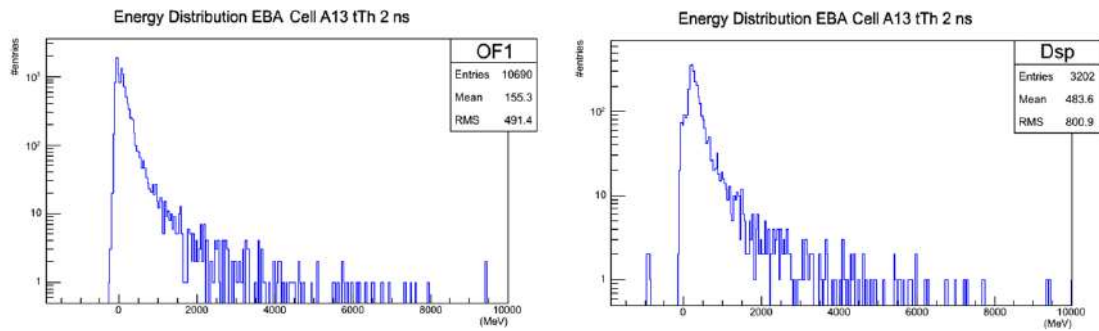 Energy Distribution EBA Cell A13 tTh 2 ns
#entries
OF1
Entries 10690
Mean 155.3
RMS 491.4
10³
10²
10
1
0 2000 4000 6000 8000 10000
(MeV)
Energy Distribution EBA Cell A13 tTh 2 ns
#entries
Dsp
Entries 3202
Mean 483.6
RMS 800.9
10²
10
1
0 2000 4000 6000 8000 10000
(MeV)